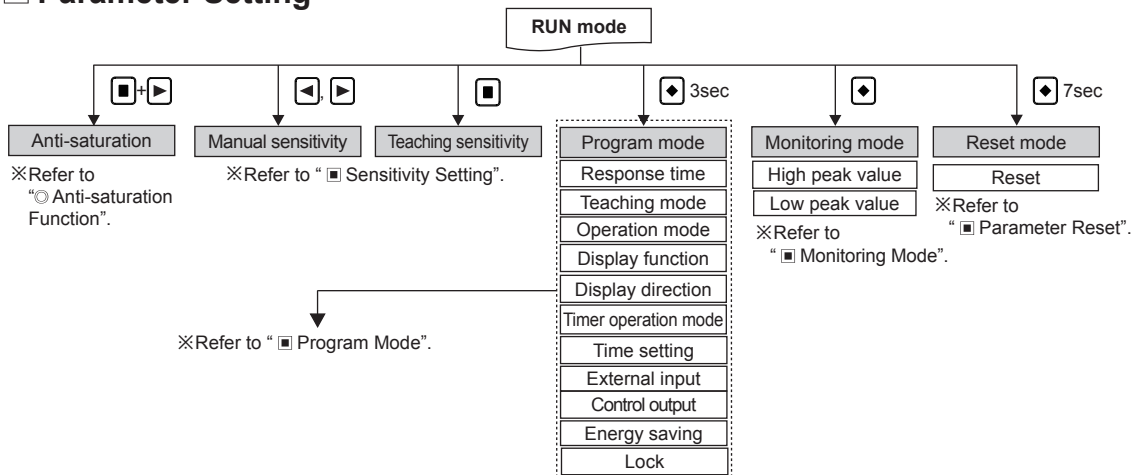 ■ Parameter Setting
RUN mode
■+▶
◀, ▶
■
◆ 3sec
◆
◆ 7sec
Anti-saturation
※Refer to
“◎ Anti-saturation
Function”.
Manual sensitivity
Teaching sensitivity
※Refer to “ ▣ Sensitivity Setting”.
Program mode
Response time
Teaching mode
Operation mode
Display function
Display direction
Timer operation mode
Time setting
External input
Control output
Energy saving
Lock
※Refer to “ ▣ Program Mode”.
Monitoring mode
High peak value
Low peak value
※Refer to
“ ▣ Monitoring Mode”.
Reset mode
Reset
※Refer to
“ ▣ Parameter Reset”.